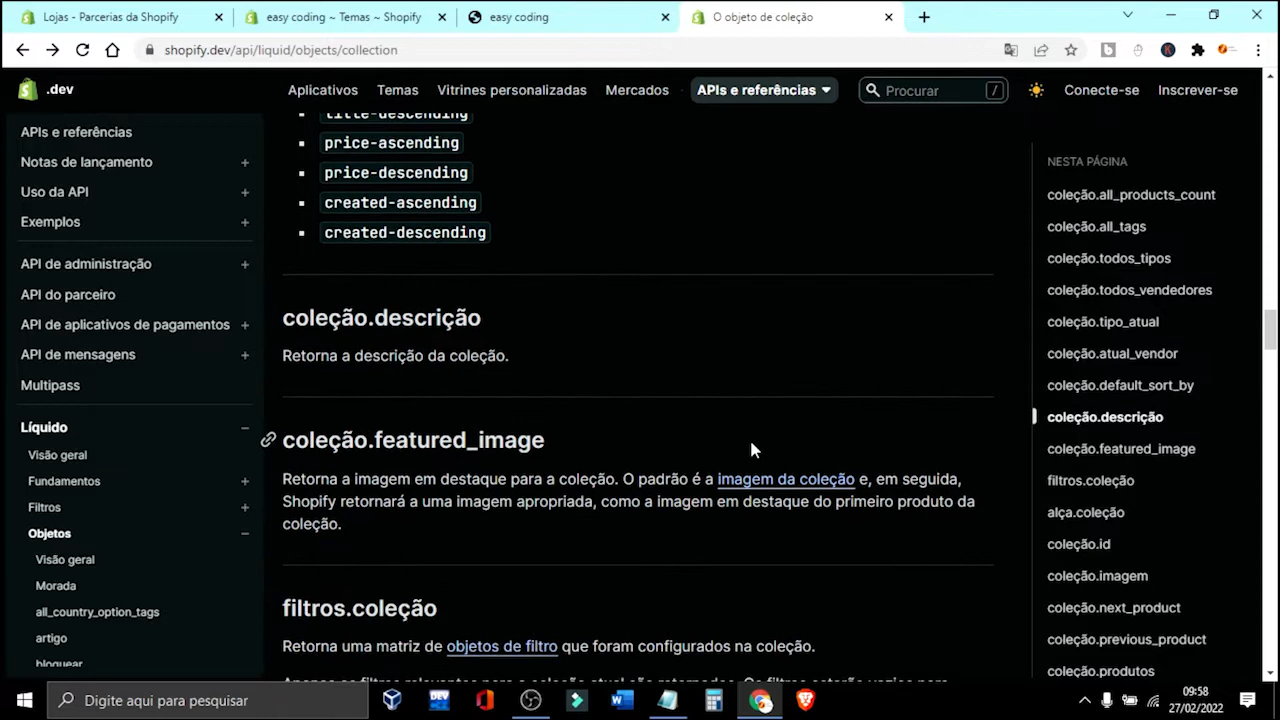 Lojas - Parcerias da Shopify
easy coding ~ Temas ~ Shopify
easy coding
O objeto de coleção
shopify.dev/api/liquid/objects/collection
.dev
Aplicativos
Temas
Vitrines personalizadas
Mercados
APIs e referências
Procurar
/
Conecte-se
Inscrever-se
APIs e referências
Notas de lançamento
Uso da API
Exemplos
API de administração
API do parceiro
API de aplicativos de pagamentos
API de mensagens
Multipass
Líquido
Visão geral
Fundamentos
Filtros
Objetos
Visão geral
Morada
all_country_option_tags
artigo
bloquear
title-descending
price-ascending
price-descending
created-ascending
created-descending
coleção.descrição
Retorna a descrição da coleção.
coleção.featured_image
Retorna a imagem em destaque para a coleção. O padrão é a imagem da coleção e, em seguida,
Shopify retornará a uma imagem apropriada, como a imagem em destaque do primeiro produto da
coleção.
filtros.coleção
Retorna uma matriz de objetos de filtro que foram configurados na coleção.
NESTA PÁGINA
coleção.all_products_count
coleção.all_tags
coleção.todos_tipos
coleção.todos_vendedores
coleção.tipo_atual
coleção.atual_vendor
coleção.default_sort_by
coleção.descrição
coleção.featured_image
filtros.coleção
alça.coleção
coleção.id
coleção.imagem
coleção.next_product
coleção.previous_product
coleção.produtos
Digite aqui para pesquisar
09:58
27/02/2022